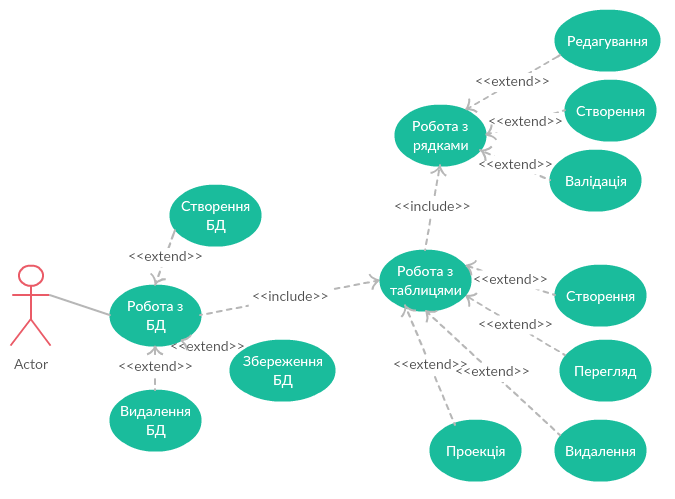 Редагування
<<extend>>
Створення
<<extend>>
Робота з
рядками
<<extend>>
Валідація
<<include>>
Створення
БД
<<extend>>
Робота з
таблицями
<<extend>>
Створення
<<include>>
Робота з
БД
<<extend>>
<<extend>>
Збереження
БД
<<extend>>
Actor
<<extend>>
<<extend>>
Перегляд
Видалення
БД
Проекція
Видалення